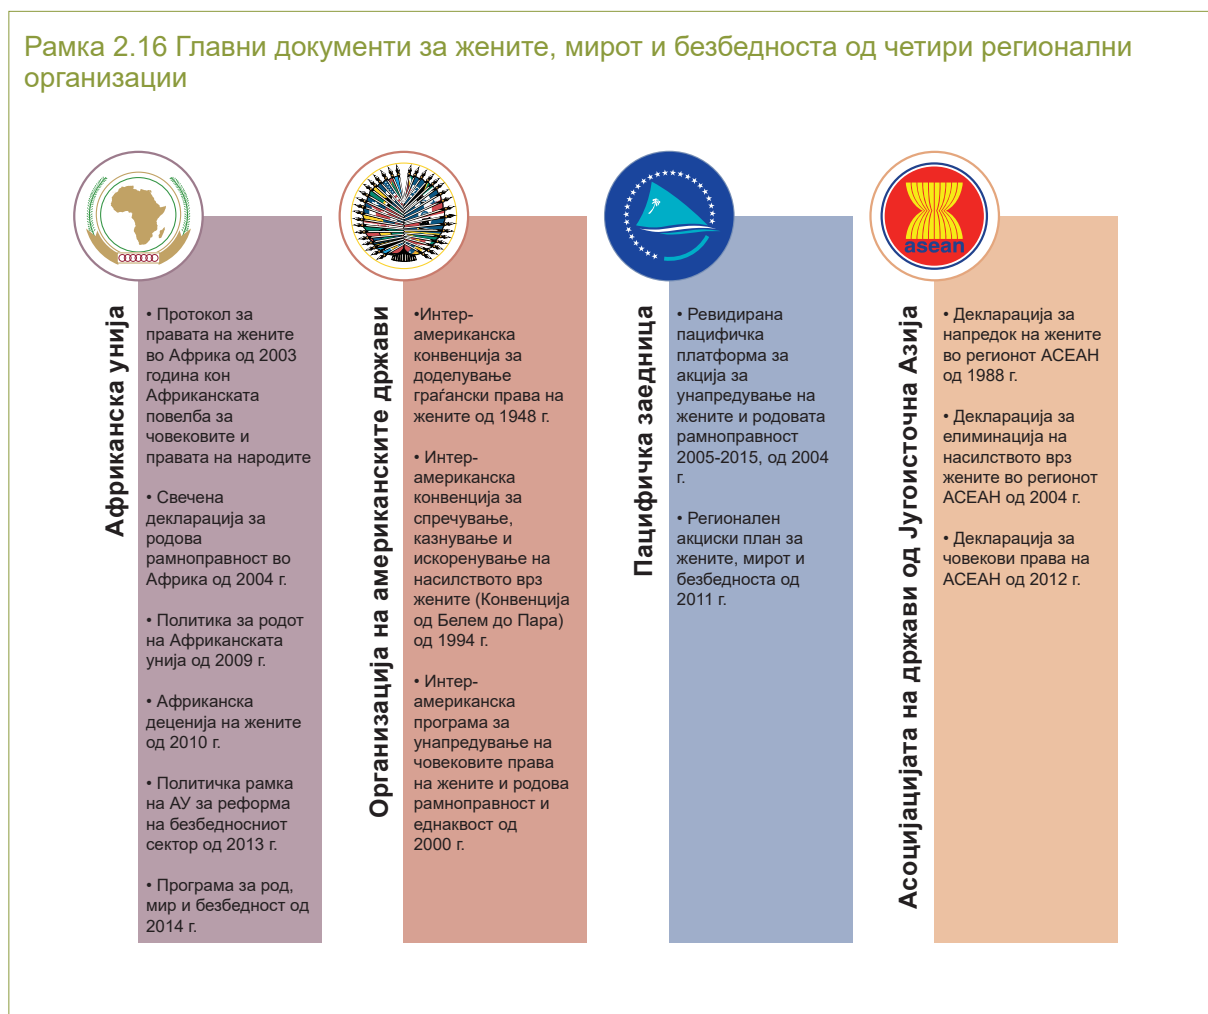 Рамка 2.16 Главни документи за жените, мирот и безбедноста од четири регионални
организации
Африканска унија
• Протокол за
правата на жените
во Африка од 2003
година кон
Африканската
повелба за
човековите и
правата на народите
• Свечена
декларација за
родова
рамноправност во
Африка од 2004 г.
• Политика за родот
на Африканската
унија од 2009 г.
• Африканска
деценија на жените
од 2010 г.
• Политичка рамка
на АУ за реформа
на безбедносниот
сектор од 2013 г.
• Програма за род,
мир и безбедност од
2014 г.
Организација на американските држави
•Интер-
американска
конвенција за
доделување
граѓански права на
жените од 1948 г.
• Интер-
американска
конвенција за
спречување,
казнување и
искоренување на
насилството врз
жените (Конвенција
од Белем до Пара)
од 1994 г.
• Интер-
американска
програма за
унапредување на
човековите права
на жените и родова
рамноправност и
еднаквост од
2000 г.
Пацифичка заедница
• Ревидирана
пацифичка
платформа за
акција за
унапредување на
жените и родовата
рамноправност
2005-2015, од 2004
г.
• Регионален
акциски план за
жените, мирот и
безбедноста од
2011 г.
asean
Асоцијацијата на држави од Југоисточна Азија
• Декларација за
напредок на жените
во регионот АСЕАН
од 1988 г.
• Декларација за
елиминација на
насилството врз
жените во регионот
АСЕАН од 2004 г.
• Декларација за
човекови права на
АСЕАН од 2012 г.